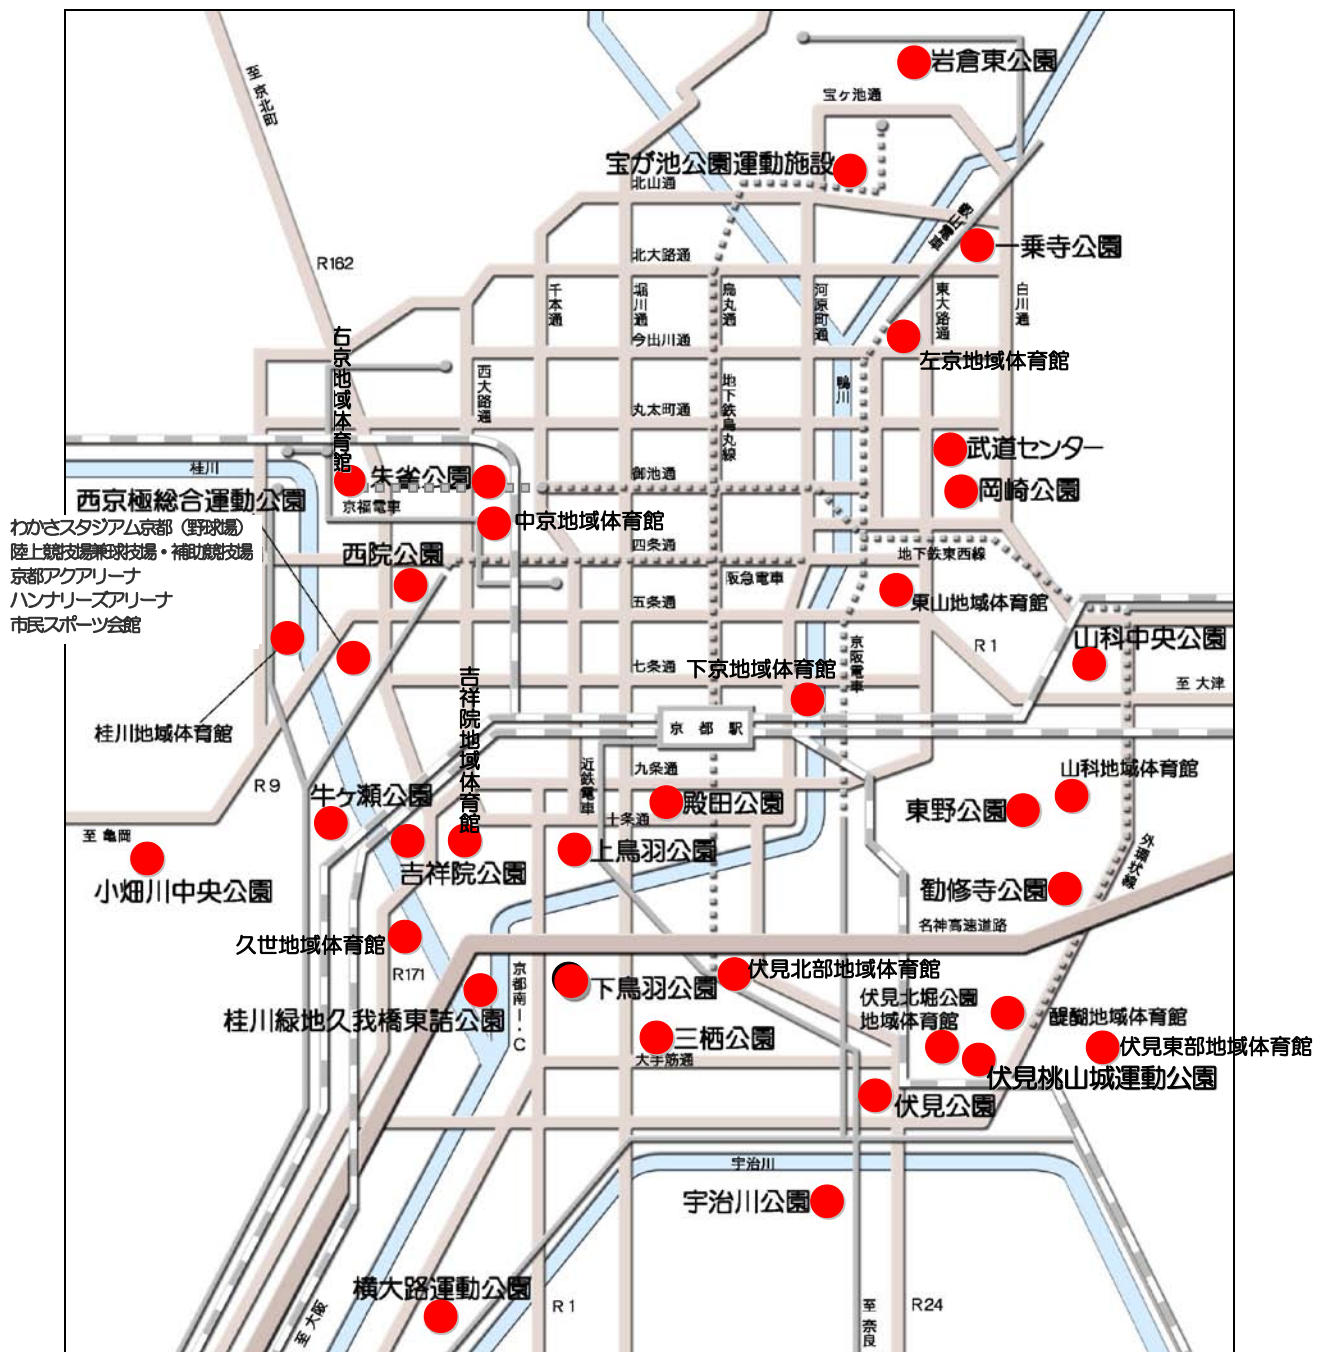 岩倉東公園
至 京北町
宝ヶ池通
宝が池公園運動施設
北山通
叡山電車
一乗寺公園
北大路通
R162
千本通
堀川通
烏丸通
河原町通
東大路通
白川通
右京地域体育館
今出川通
左京地域体育館
西大路通
地下鉄烏丸線
鴨川
丸太町通
武道センター
桂川
朱雀公園
御池通
岡崎公園
西京極総合運動公園
京福電車
中京地域体育館
わかさスタジアム京都（野球場）
陸上競技場兼球技場・補助競技場
京都アクアリーナ
ハンナリーズアリーナ
市民スポーツ会館
西院公園
四条通
地下鉄東西線
阪急電車
五条通
東山地域体育館
山科中央公園
R1
京阪電車
七条通
下京地域体育館
至 大津
吉祥院地域体育館
桂川地域体育館
京都駅
近鉄電車
九条通
山科地域体育館
R9
牛ヶ瀬公園
殿田公園
東野公園
十条通
至 亀岡
上鳥羽公園
外環状線
小畑川中央公園
吉祥院公園
勧修寺公園
名神高速道路
久世地域体育館
R171
京都南I・C
下鳥羽公園
伏見北部地域体育館
伏見北堀公園
地域体育館
醍醐地域体育館
桂川緑地久我橋東詰公園
三栖公園
伏見東部地域体育館
大手筋通
伏見桃山城運動公園
伏見公園
宇治川
宇治川公園
横大路運動公園
至 大阪
R1
至 奈良
R24